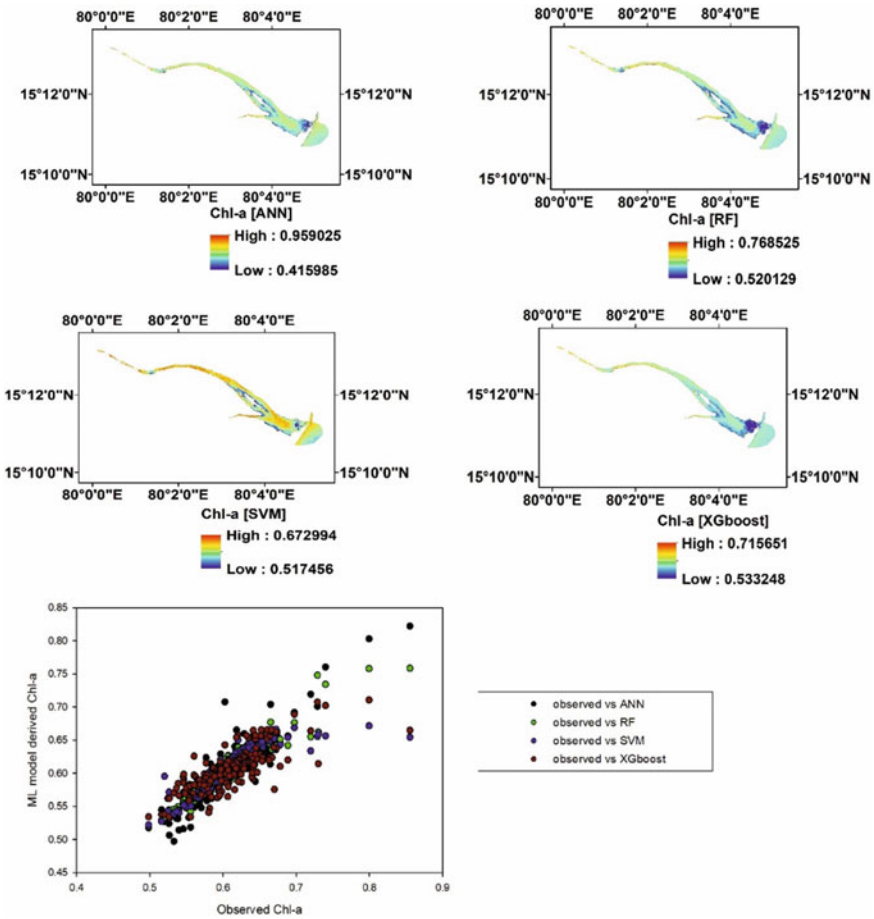 80°0'0"E 80°2'0"E 80°4'0"E
15°12'0"N 15°12'0"N
15°10'0"N 15°10'0"N
80°0'0"E 80°2'0"E 80°4'0"E
Chl-a [ANN]
High : 0.959025
Low : 0.415985
80°0'0"E 80°2'0"E 80°4'0"E
15°12'0"N 15°12'0"N
15°10'0"N 15°10'0"N
80°0'0"E 80°2'0"E 80°4'0"E
Chl-a [RF]
High : 0.768525
Low : 0.520129
80°0'0"E 80°2'0"E 80°4'0"E
15°12'0"N 15°12'0"N
15°10'0"N 15°10'0"N
80°0'0"E 80°2'0"E 80°4'0"E
Chl-a [SVM]
High : 0.672994
Low : 0.517456
80°0'0"E 80°2'0"E 80°4'0"E
15°12'0"N 15°12'0"N
15°10'0"N 15°10'0"N
80°0'0"E 80°2'0"E 80°4'0"E
Chl-a [XGboost]
High : 0.715651
Low : 0.533248
ML model derived Chl-a
0.85
0.80
0.75
0.70
0.65
0.60
0.55
0.50
0.45
0.4 0.5 0.6 0.7 0.8 0.9
Observed Chl-a
observed vs ANN
observed vs RF
observed vs SVM
observed vs XGboost